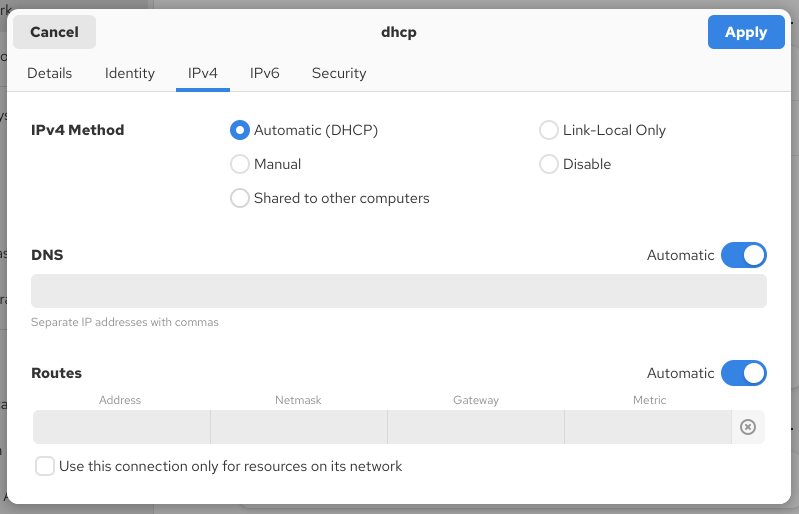 Cancel dhcp Apply
Details Identity IPv4 IPv6 Security
IPv4 Method Automatic (DHCP) Link-Local Only
Manual Disable
Shared to other computers
DNS Automatic
Separate IP addresses with commas
Routes Automatic
Address Netmask Gateway Metric
Use this connection only for resources on its network